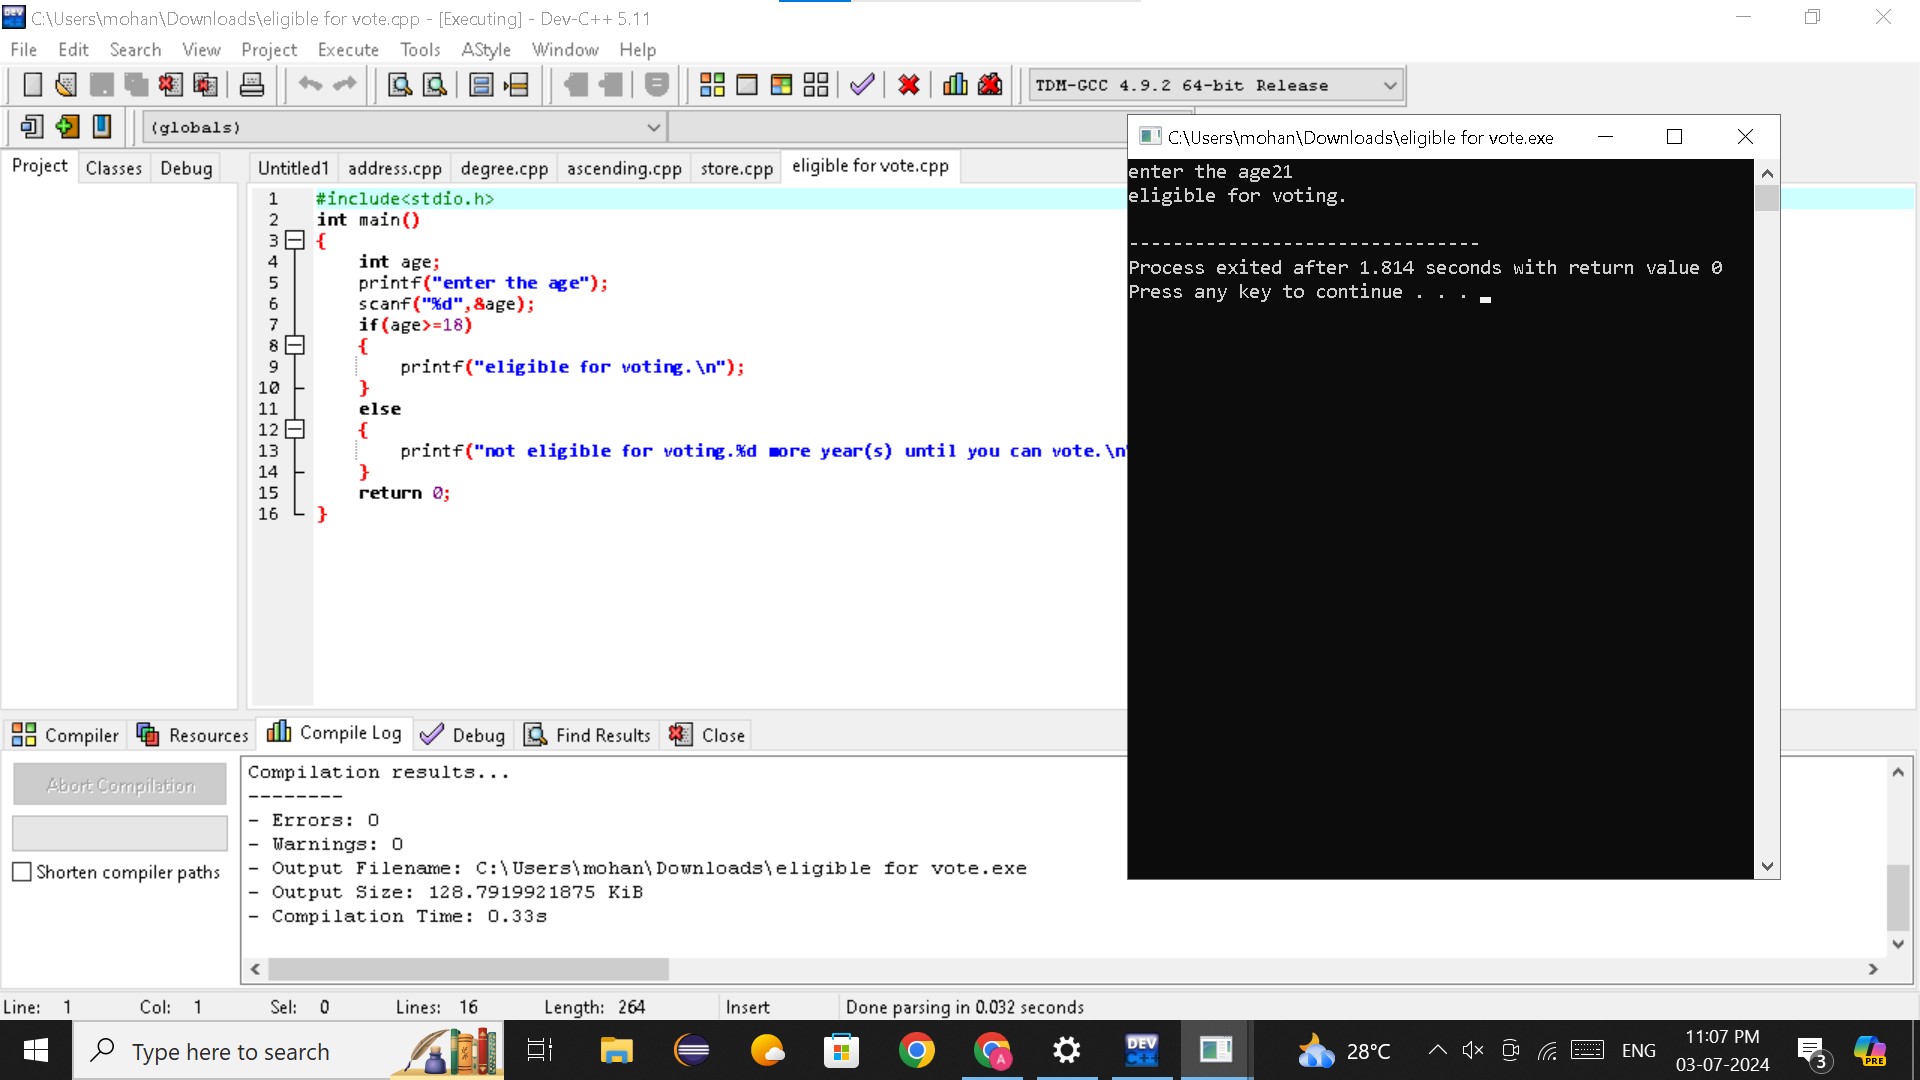 C:\Users\mohan\Downloads\eligible for vote.cpp - [Executing] - Dev-C++ 5.11
File Edit Search View Project Execute Tools AStyle Window Help
TDM-GCC 4.9.2 64-bit Release
(globals)
Project Classes Debug
Untitled1 address.cpp degree.cpp ascending.cpp store.cpp eligible for vote.cpp
1 #include<stdio.h>
2 int main()
3 {
4 int age;
5 printf("enter the age");
6 scanf("%d",&age);
7 if(age>=18)
8 {
9 printf("eligible for voting.\n");
10 }
11 else
12 {
13 printf("not eligible for voting.%d more year(s) until you can vote.\n"
14 }
15 return 0;
16 }
C:\Users\mohan\Downloads\eligible for vote.exe
enter the age21
eligible for voting.
--------------------------------
Process exited after 1.814 seconds with return value 0
Press any key to continue . . .
Compiler Resources Compile Log Debug Find Results Close
Abort Compilation
Shorten compiler paths
Compilation results...
--------
- Errors: 0
- Warnings: 0
- Output Filename: C:\Users\mohan\Downloads\eligible for vote.exe
- Output Size: 128.7919921875 KiB
- Compilation Time: 0.33s
Line: 1 Col: 1 Sel: 0 Lines: 16 Length: 264 Insert Done parsing in 0.032 seconds
Type here to search
DEV C++
28°C
ENG
11:07 PM
03-07-2024
3
PRE